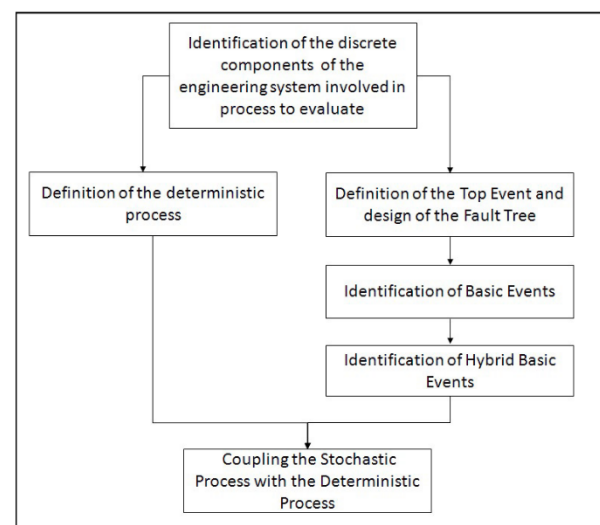 Identification of the discrete
components of the
engineering system involved in
process to evaluate
Definition of the deterministic
process
Definition of the Top Event and
design of the Fault Tree
Identification of Basic Events
Identification of Hybrid Basic
Events
Coupling the Stochastic
Process with the Deterministic
Process